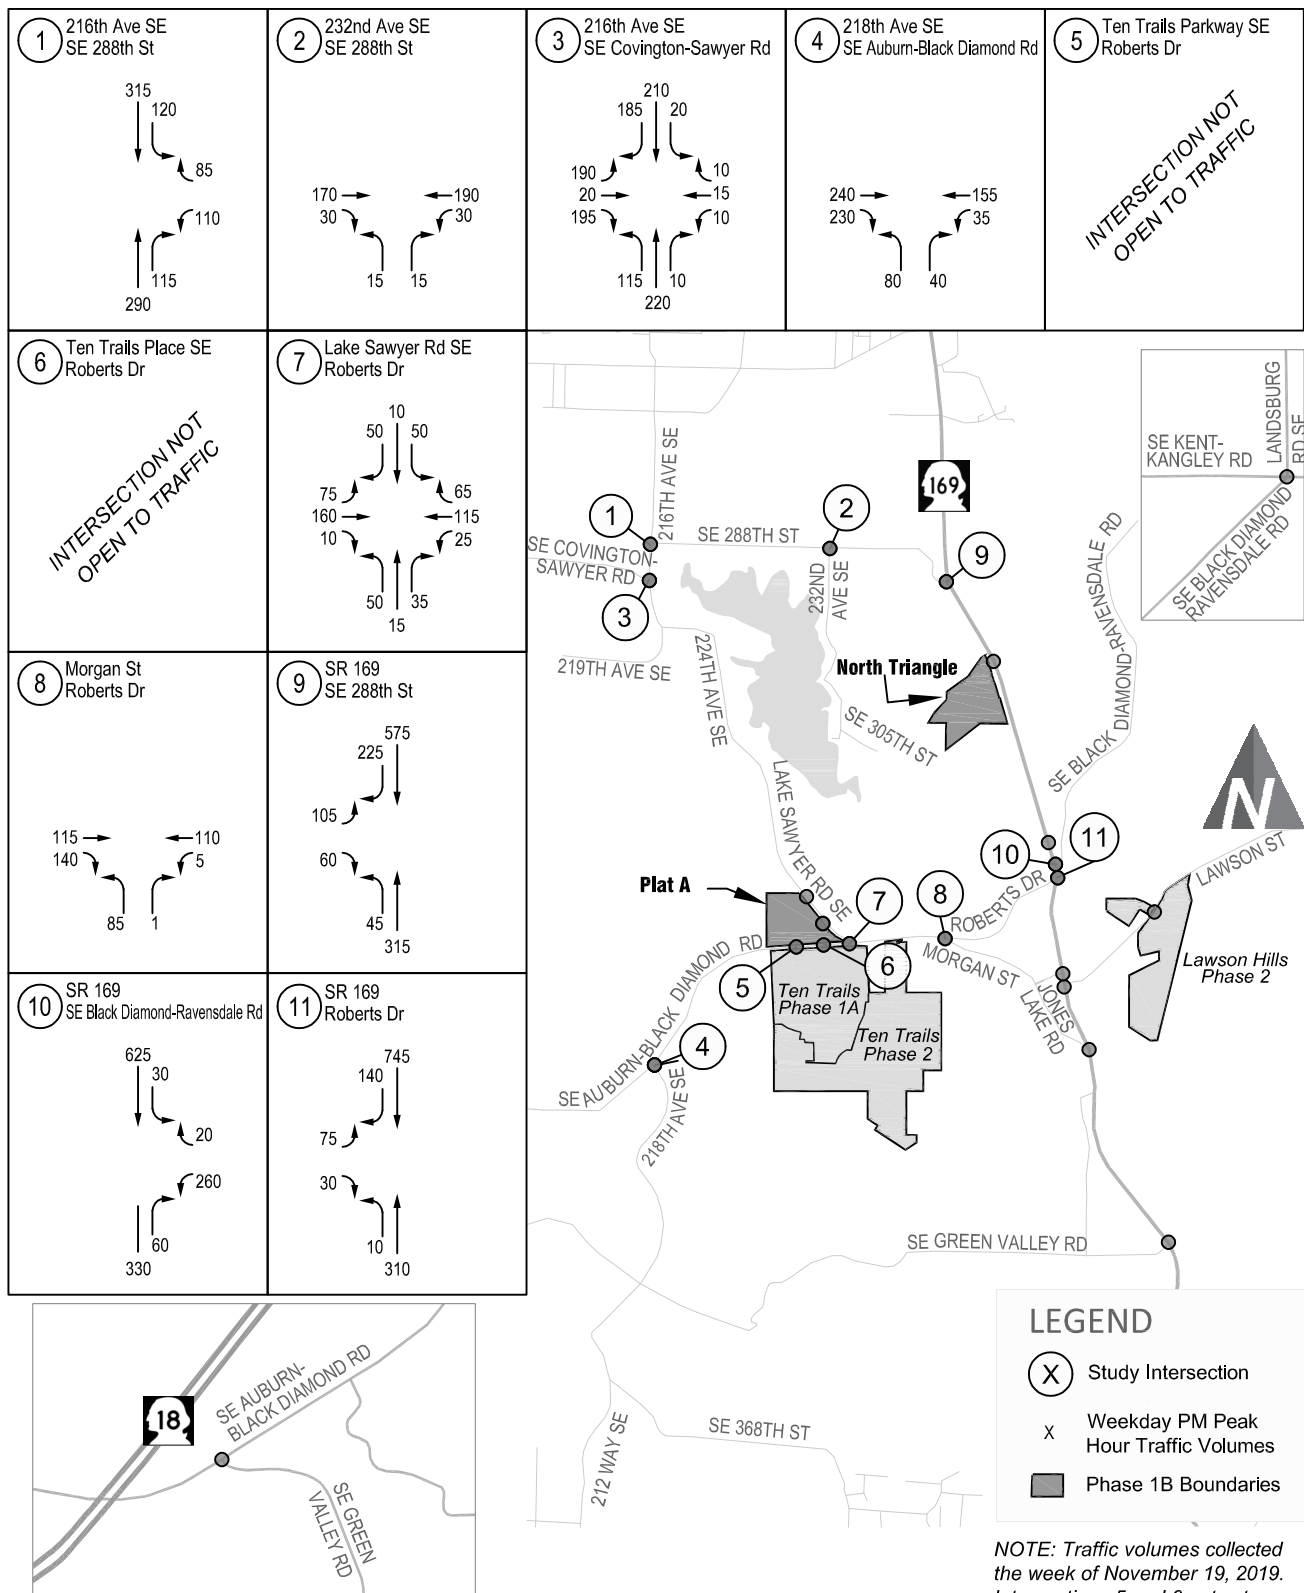 1
216th Ave SE
SE 288th St
315
120
85
110
115
290
2
232nd Ave SE
SE 288th St
170
190
30
30
15
15
3
216th Ave SE
SE Covington-Sawyer Rd
210
185
20
190
10
20
15
195
10
115
10
220
4
218th Ave SE
SE Auburn-Black Diamond Rd
240
155
230
35
80
40
5
Ten Trails Parkway SE
Roberts Dr
INTERSECTION NOT
OPEN TO TRAFFIC
6
Ten Trails Place SE
Roberts Dr
INTERSECTION NOT
OPEN TO TRAFFIC
7
Lake Sawyer Rd SE
Roberts Dr
10
50
50
75
65
160
115
10
25
50
35
15
8
Morgan St
Roberts Dr
115
110
140
5
85
1
9
SR 169
SE 288th St
575
225
105
60
45
315
10
SR 169
SE Black Diamond-Ravensdale Rd
625
30
20
260
60
330
11
SR 169
Roberts Dr
745
140
75
30
10
310
216TH AVE SE
169
LANDSBURG
RD SE
SE KENT-
KANGLEY RD
SE BLACK DIAMOND
RAVENSDALE RD
1
SE 288TH ST
2
SE COVINGTON-
SAWYER RD
3
232ND
AVE SE
9
SE BLACK DIAMOND-RAVENSDALE RD
219TH AVE SE
224TH AVE SE
North Triangle
SE 305TH ST
N
LAKE SAWYER RD SE
10
11
LAWSON ST
Plat A
7
8
ROBERTS DR
MORGAN ST
5
6
JONES
LAKE RD
Lawson Hills
Phase 2
Ten Trails
Phase 1A
Ten Trails
Phase 2
SE AUBURN-BLACK DIAMOND RD
4
218TH AVE SE
SE GREEN VALLEY RD
18
SE AUBURN-
BLACK DIAMOND RD
SE GREEN
VALLEY RD
212 WAY SE
SE 368TH ST
LEGEND
X Study Intersection
X Weekday PM Peak
Hour Traffic Volumes
Phase 1B Boundaries
NOTE: Traffic volumes collected
the week of November 19, 2019.